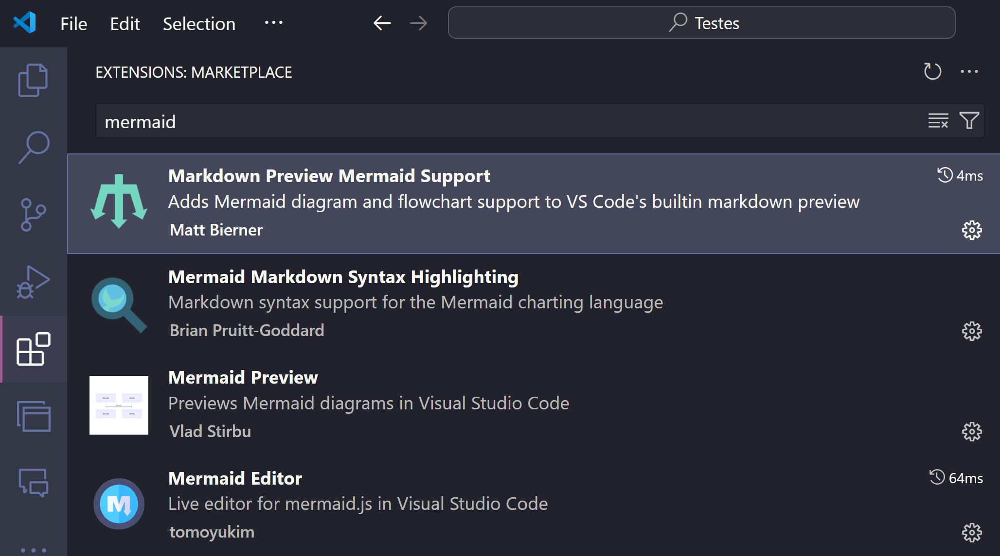 File Edit Selection ···
Testes
EXTENSIONS: MARKETPLACE
mermaid
Markdown Preview Mermaid Support
4ms
Adds Mermaid diagram and flowchart support to VS Code's builtin markdown preview
Matt Bierner
Mermaid Markdown Syntax Highlighting
Markdown syntax support for the Mermaid charting language
Brian Pruitt-Goddard
Mermaid Preview
Previews Mermaid diagrams in Visual Studio Code
Vlad Stirbu
Mermaid Editor
64ms
Live editor for mermaid.js in Visual Studio Code
tomoyukim